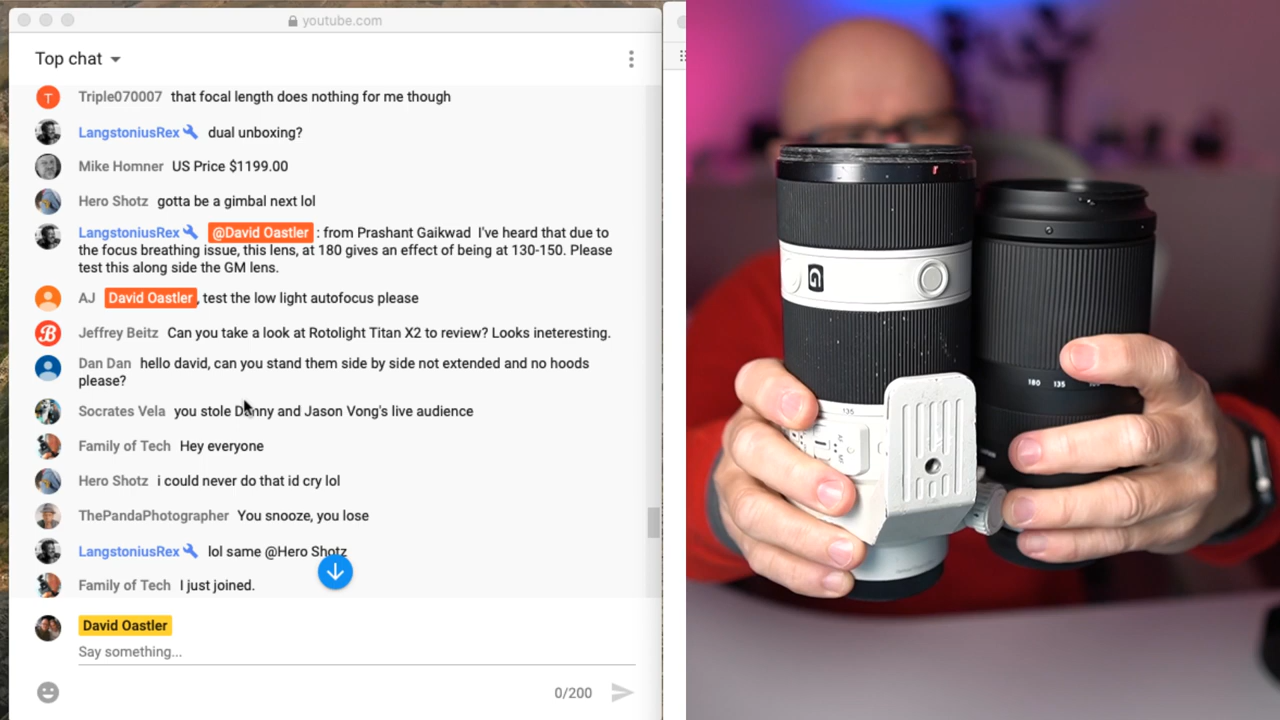 youtube.com
Top chat
T Triple070007 that focal length does nothing for me though
LangstoniusRex dual unboxing?
Mike Homner US Price $1199.00
Hero Shotz gotta be a gimbal next lol
LangstoniusRex @David Oastler : from Prashant Gaikwad I've heard that due to
the focus breathing issue, this lens, at 180 gives an effect of being at 130-150. Please
test this along side the GM lens.
AJ David Oastler, test the low light autofocus please
B Jeffrey Beitz Can you take a look at Rotolight Titan X2 to review? Looks ineteresting.
Dan Dan hello david, can you stand them side by side not extended and no hoods
please?
Socrates Vela you stole Danny and Jason Vong's live audience
Family of Tech Hey everyone
Hero Shotz i could never do that id cry lol
ThePandaPhotographer You snooze, you lose
LangstoniusRex lol same @Hero Shotz
Family of Tech I just joined.
David Oastler
Say something...
0/200
G
180 135
135
AF
MF